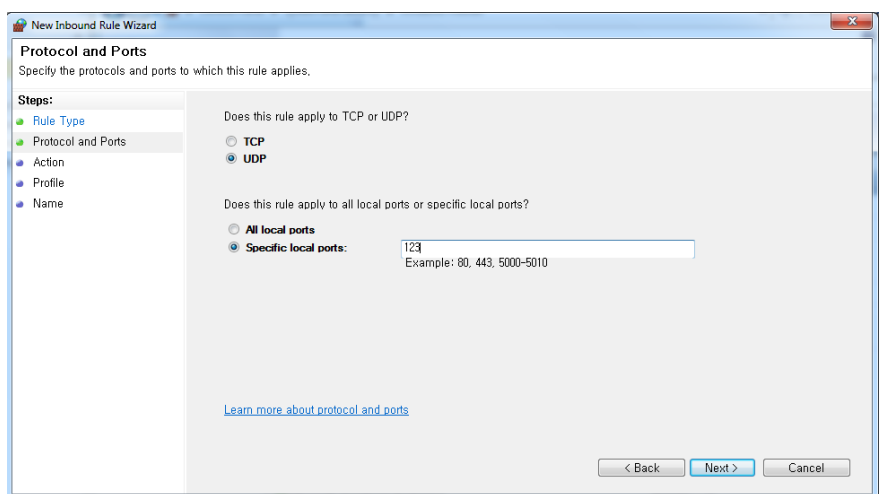 New Inbound Rule Wizard
Protocol and Ports
Specify the protocols and ports to which this rule applies,
Steps:
Rule Type
Protocol and Ports
Action
Profile
Name
Does this rule apply to TCP or UDP?
TCP
UDP
Does this rule apply to all local ports or specific local ports?
All local ports
Specific local ports:
123
Example: 80, 443, 5000-5010
Learn more about protocol and ports
< Back
Next >
Cancel